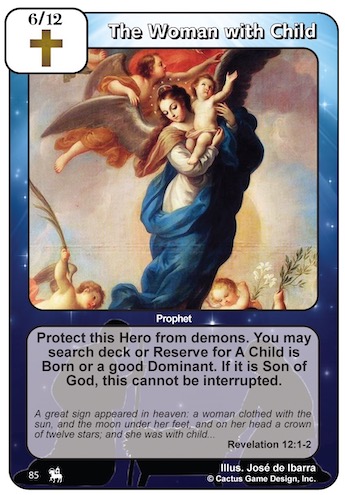 6/12
The Woman with Child
Prophet
Protect this Hero from demons. You may
search deck or Reserve for A Child is
Born or a good Dominant. If it is Son of
God, this cannot be interrupted.
A great sign appeared in heaven: a woman clothed with the
sun, and the moon under her feet, and on her head a crown
of twelve stars; and she was with child...
Revelation 12:1-2
Illus. José de Ibarra
85
© Cactus Game Design, Inc.